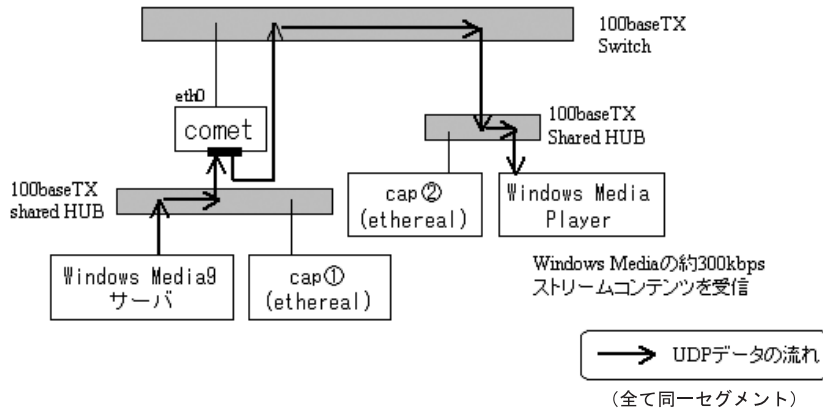 100baseTX
Switch
eth0
comet
100baseTX
Shared HUB
100baseTX
shared HUB
cap②
(ethereal)
Windows Media
Player
Windows Media9
サーバ
cap①
(ethereal)
Windows Mediaの約300kbps
ストリームコンテンツを受信
UDPデータの流れ
(全て同一セグメント)